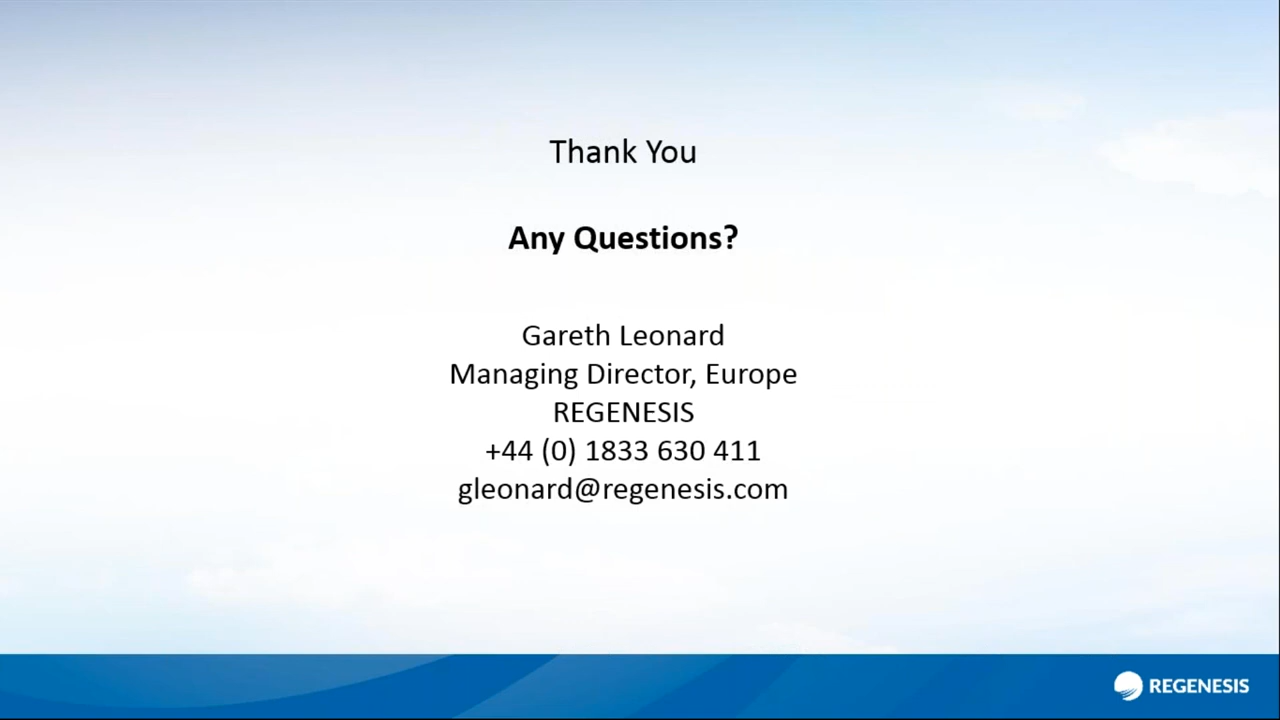 Thank You
Any Questions?
Gareth Leonard
Managing Director, Europe
REGENESIS
+44 (0) 1833 630 411
gleonard@regenesis.com
REGENESIS